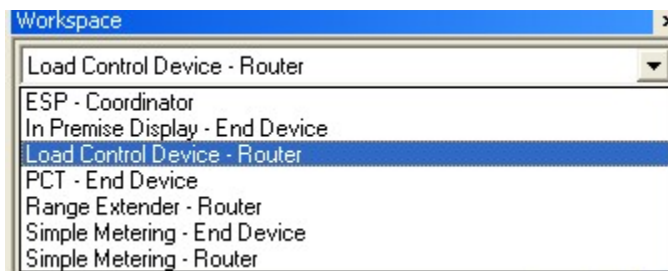 Workspace
Load Control Device - Router
ESP - Coordinator
In Premise Display - End Device
Load Control Device - Router
PCT - End Device
Range Extender - Router
Simple Metering - End Device
Simple Metering - Router